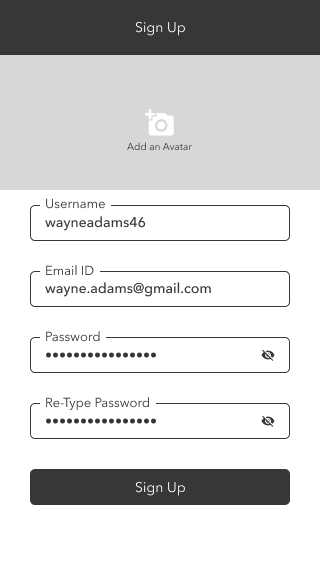 Sign Up
Add an Avatar
Username
wayneadams46
Email ID
wayne.adams@gmail.com
Password
••••••••••••••••
Re-Type Password
••••••••••••••••
Sign Up